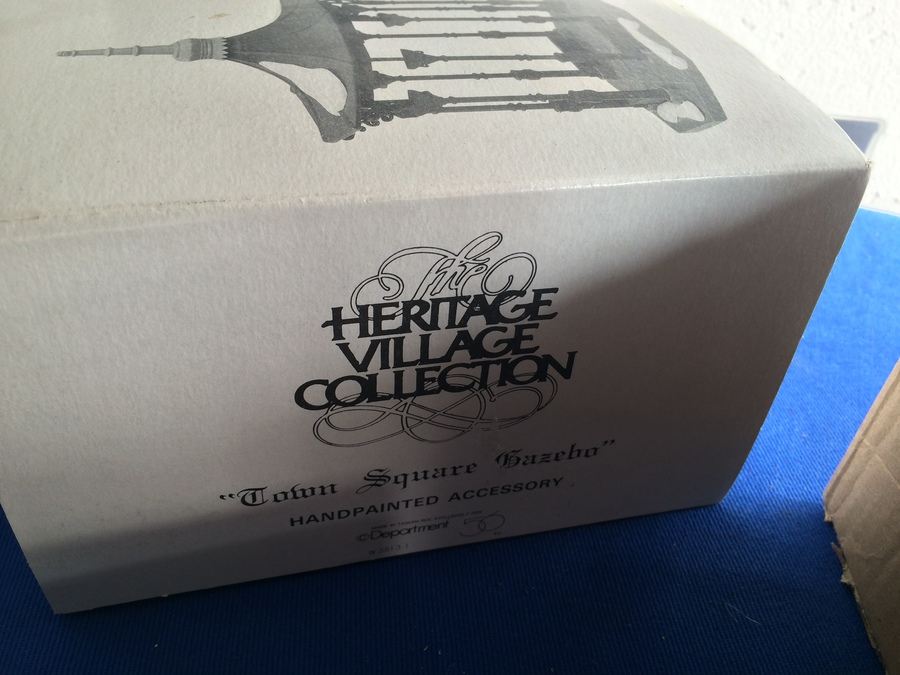 The
HERITAGE
VILLAGE
COLLECTION
"Town Square Gazebo"
HANDPAINTED ACCESSORY
©Department 56